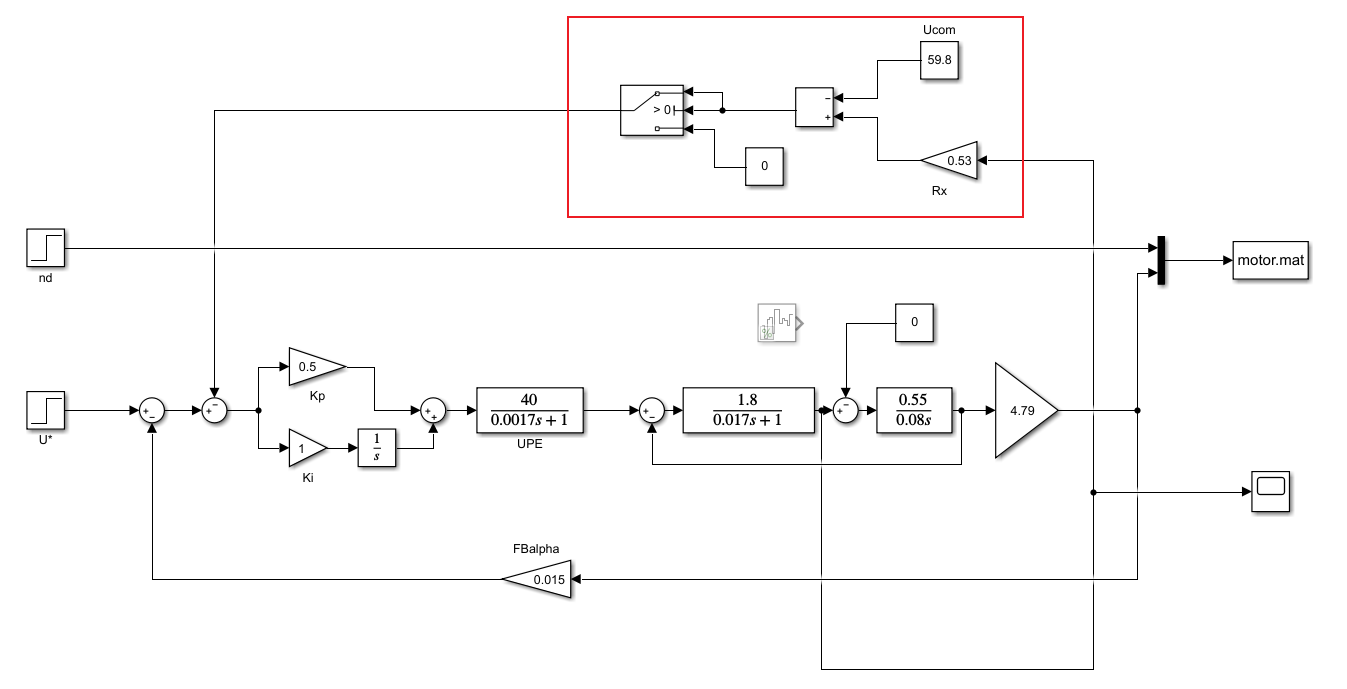 Ucom
59.8
−
+
> 0
0
0.53
Rx
nd
motor.mat
0
0.5
Kp
U*
+
−
+
−
+
+
40
0.0017s + 1
UPE
+
−
1.8
0.017s + 1
+
−
0.55
0.08s
4.79
1
Ki
1
s
FBalpha
0.015